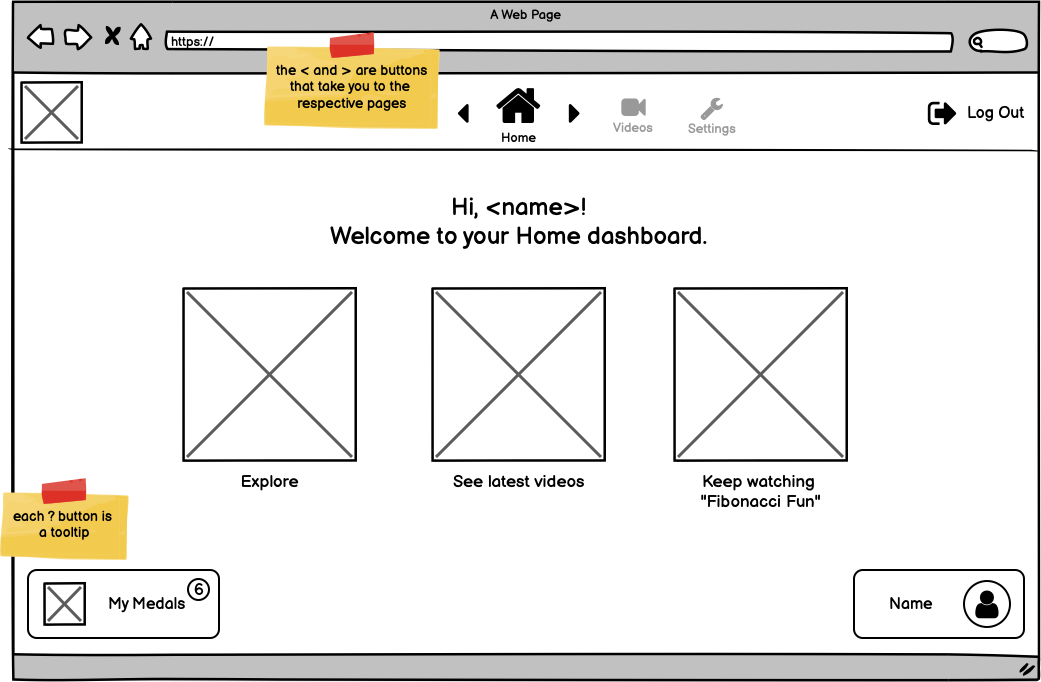 A Web Page
https://
the < and > are buttons
that take you to the
respective pages
Home
Videos
Settings
Log Out
Hi, <name>!
Welcome to your Home dashboard.
Explore
See latest videos
Keep watching
"Fibonacci Fun"
each ? button is
a tooltip
My Medals
6
Name